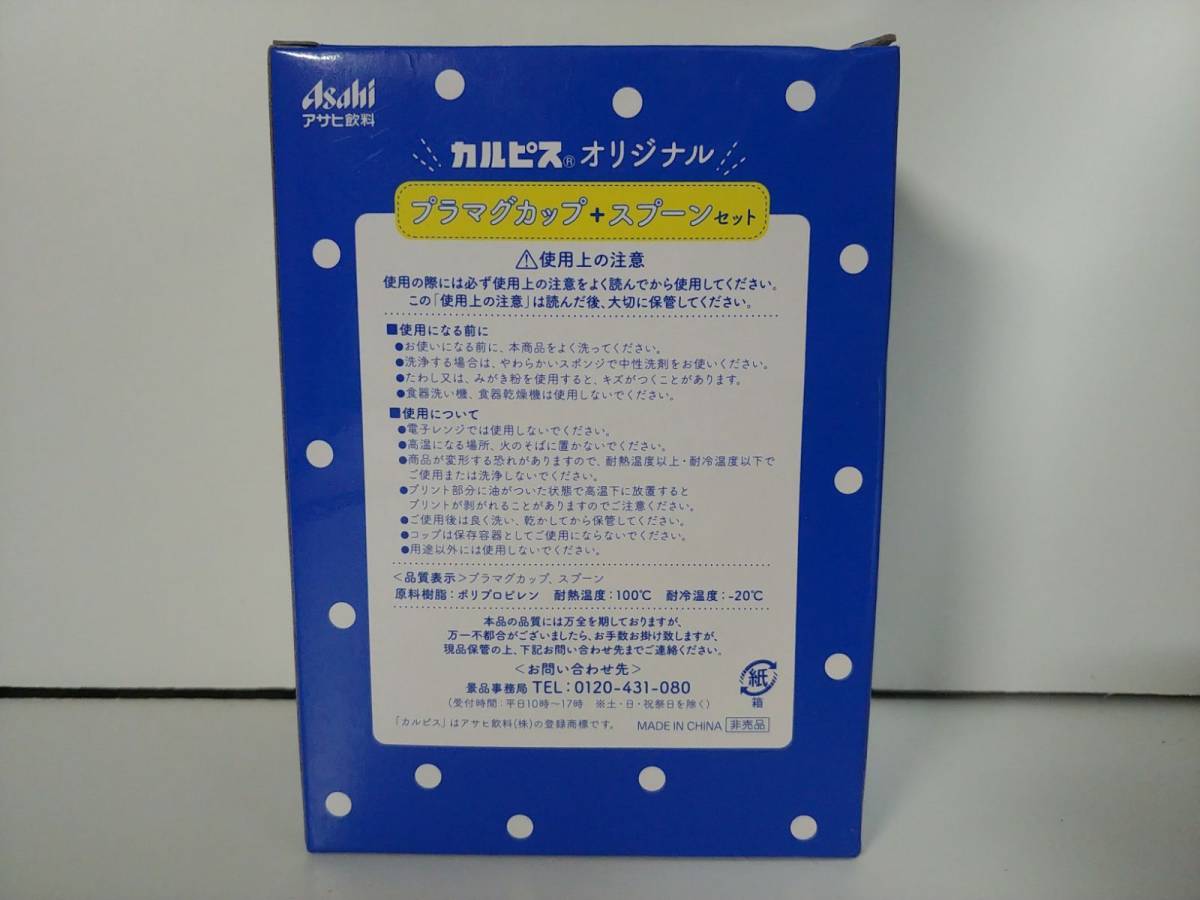 Asahi
アサヒ飲料
カルピス® オリジナル
プラマグカップ+スプーンセット
⚠使用上の注意
使用の際には必ず使用上の注意をよく読んでから使用してください。
この「使用上の注意」は読んだ後、大切に保管してください。
■使用になる前に
●お使いになる前に、本商品をよく洗ってください。
●洗浄する場合は、やわらかいスポンジで中性洗剤をお使いください。
●たわし又は、みがき粉を使用すると、キズがつくことがあります。
●食器洗い機、食器乾燥機は使用しないでください。
■使用について
●電子レンジでは使用しないでください。
●高温になる場所、火のそばに置かないでください。
●商品が変形する恐れがありますので、耐熱温度以上・耐冷温度以下で
ご使用または洗浄しないでください。
●プリント部分に油がついた状態で高温下に放置すると
プリントが剥がれることがありますのでご注意ください。
●ご使用後は良く洗い、乾かしてから保管してください。
●コップは保存容器としてご使用にならないでください。
●用途以外には使用しないでください。
<品質表示>プラマグカップ、スプーン
原料樹脂:ポリプロピレン 耐熱温度:100℃ 耐冷温度:-20℃
本品の品質には万全を期しておりますが、
万一不都合がございましたら、お手数お掛け致しますが、
現品保管の上、下記お問い合わせ先までご連絡ください。
<お問い合わせ先>
景品事務局 TEL:0120-431-080
(受付時間:平日10時〜17時 ※土・日・祝祭日を除く)
「カルピス」はアサヒ飲料(株)の登録商標です。 MADE IN CHINA 非売品
紙
箱